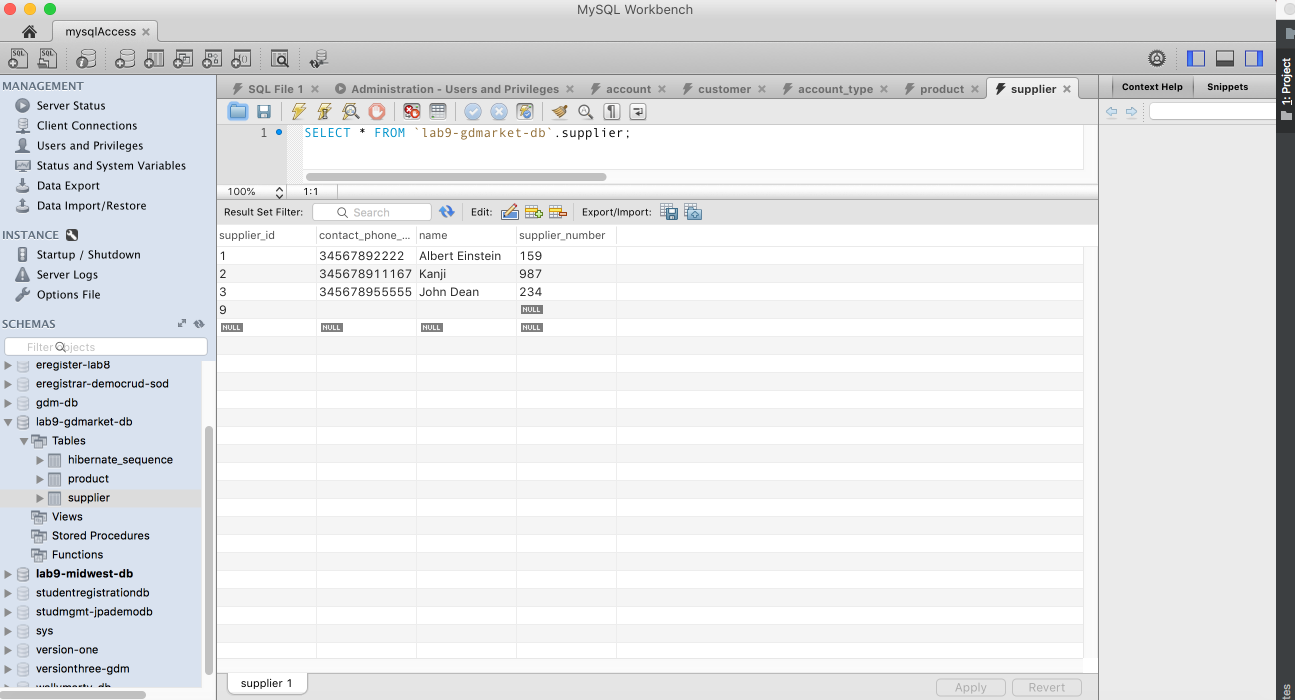 MySQL Workbench
mysqlAccess
MANAGEMENT
Server Status
Client Connections
Users and Privileges
Status and System Variables
Data Export
Data Import/Restore
INSTANCE
Startup / Shutdown
Server Logs
Options File
SCHEMAS
Filter objects
eregister-lab8
eregistrar-democrud-sod
gdm-db
lab9-gdmarket-db
Tables
hibernate_sequence
product
supplier
Views
Stored Procedures
Functions
lab9-midwest-db
studentregistrationdb
studmgmt-jpademodb
sys
version-one
versionthree-gdm
SQL File 1 Administration - Users and Privileges account customer account_type product supplier
1 SELECT * FROM `lab9-gdmarket-db`.supplier;
100% 1:1
Result Set Filter: Search Edit: Export/Import:
supplier_id contact_phone_... name supplier_number
1 34567892222 Albert Einstein 159
2 345678911167 Kanji 987
3 345678955555 John Dean 234
9 NULL
NULL NULL NULL NULL
supplier 1
Apply Revert
Context Help Snippets
1: Project